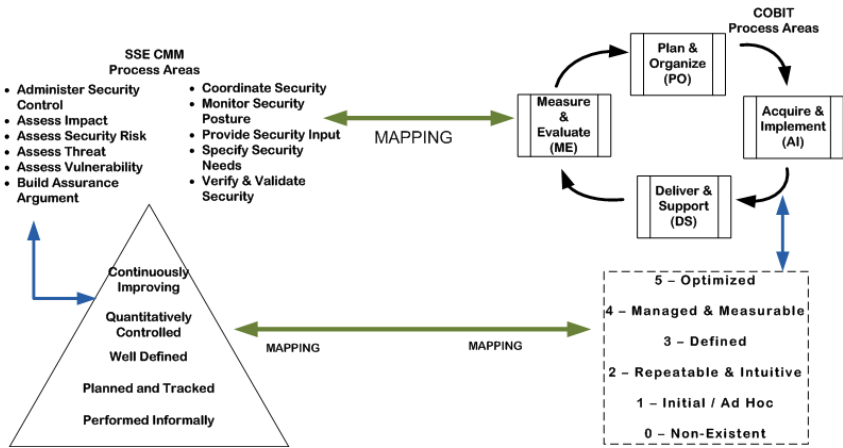 SSE CMM
Process Areas
• Administer Security
Control
• Assess Impact
• Assess Security Risk
• Assess Threat
• Assess Vulnerability
• Build Assurance
Argument
• Coordinate Security
• Monitor Security
Posture
• Provide Security Input
• Specify Security
Needs
• Verify & Validate
Security
MAPPING
COBIT
Process Areas
Plan &
Organize
(PO)
Measure
&
Evaluate
(ME)
Acquire &
Implement
(AI)
Deliver &
Support
(DS)
Continuously
Improving
Quantitatively
Controlled
Well Defined
Planned and Tracked
Performed Informally
MAPPING
MAPPING
5 – Optimized
4 – Managed & Measurable
3 – Defined
2 – Repeatable & Intuitive
1 – Initial / Ad Hoc
0 – Non-Existent